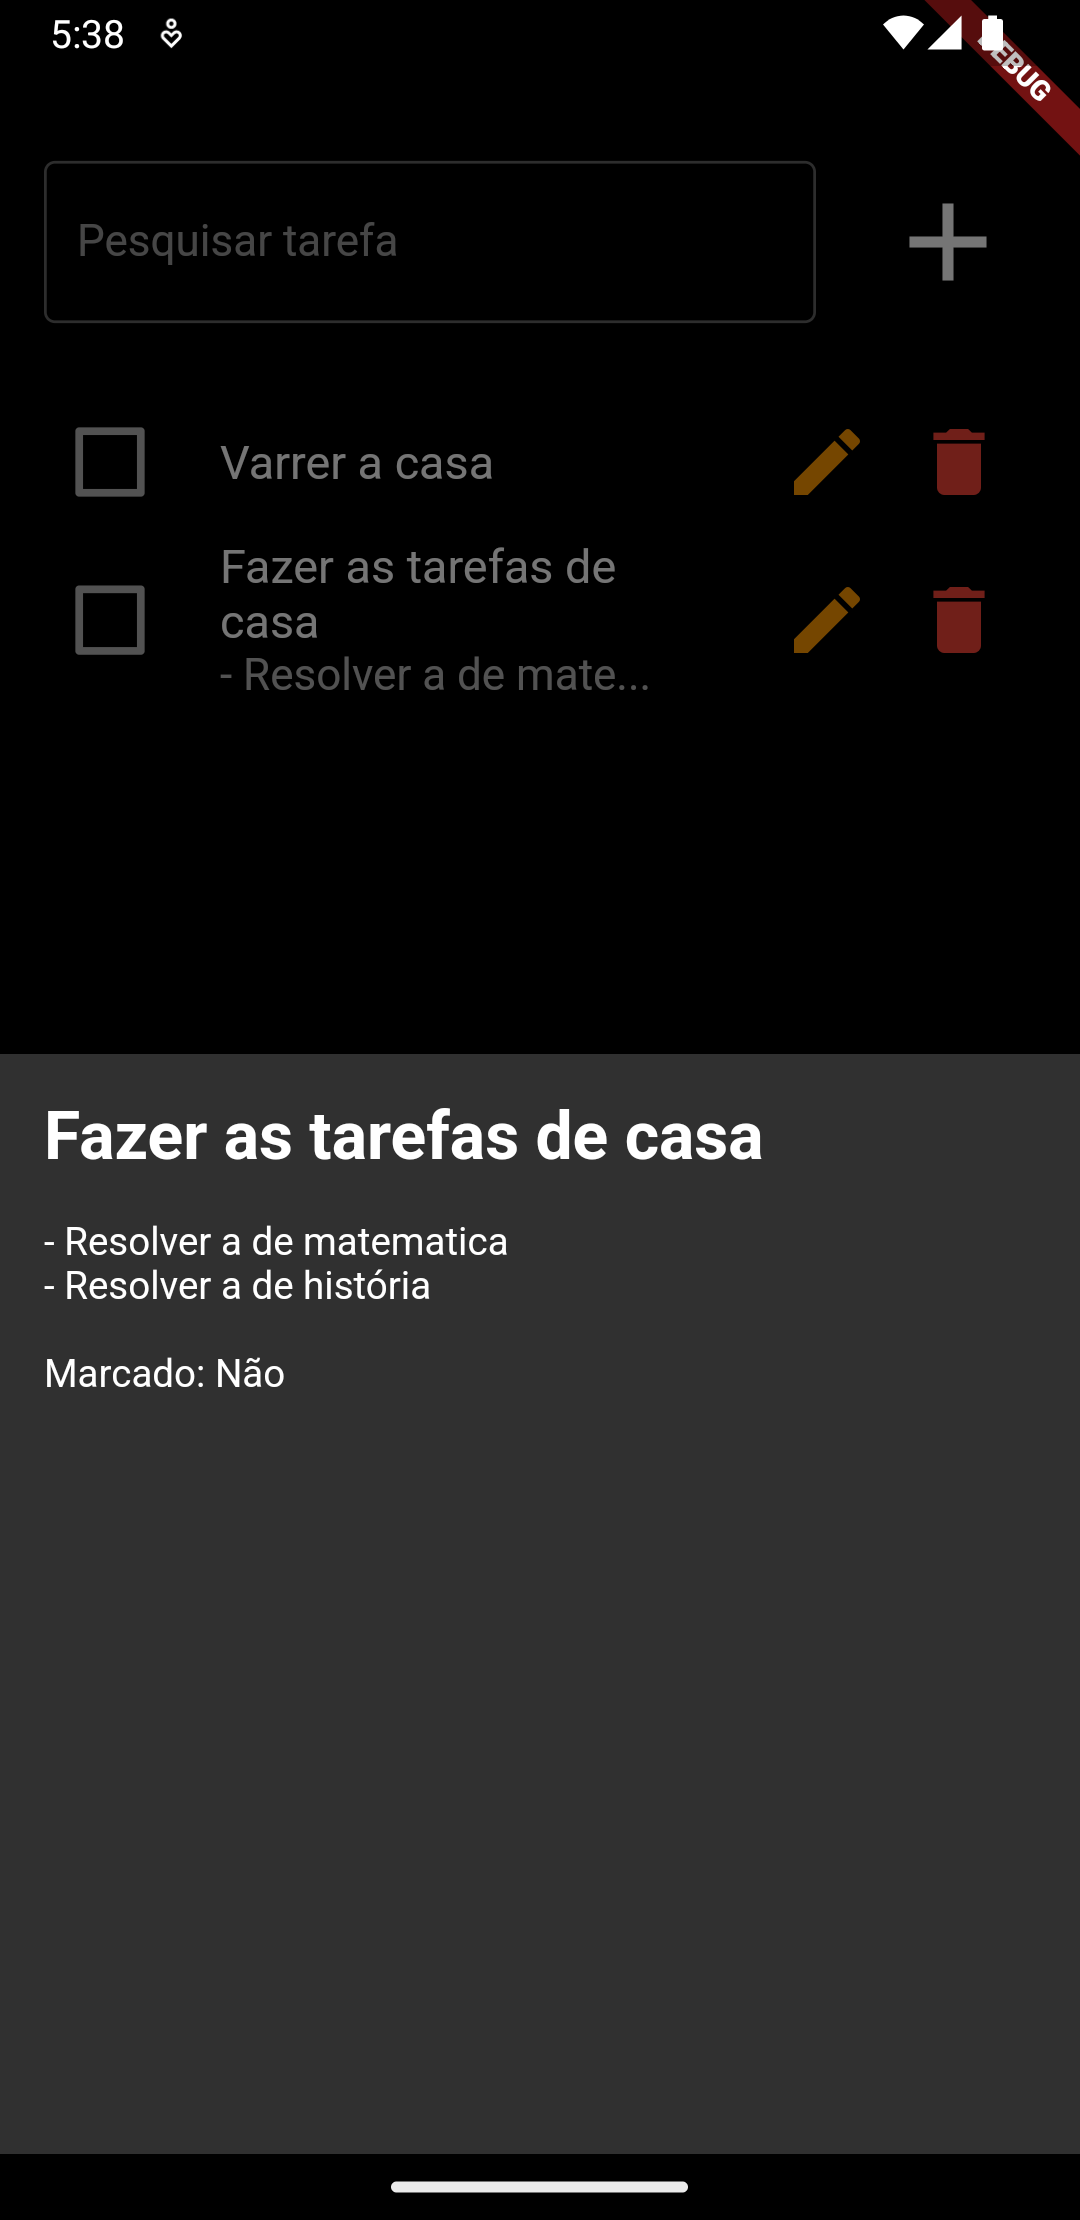 5:38
DEBUG
Pesquisar tarefa
Varrer a casa
Fazer as tarefas de
casa
- Resolver a de mate...
Fazer as tarefas de casa
- Resolver a de matematica
- Resolver a de história
Marcado: Não